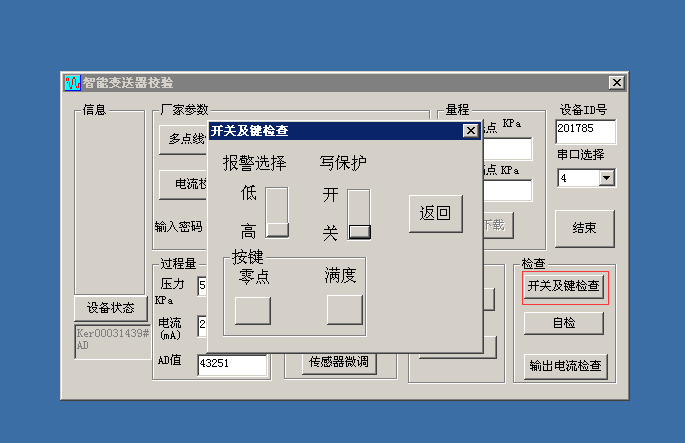 智能变送器校验
信息
厂家参数
量程
设备ID号
多点线
KPa
201785
点 KPa
串口选择
4
电流
输入密码
下载
结束
开关及键检查
报警选择
写保护
低
开
返回
高
关
按键
零点
满度
过程量
检查
压力
5
KPa
开关及键检查
设备状态
电流
2
(mA)
自检
Ker00031439#
AD
AD值
43251
传感器微调
输出电流检查